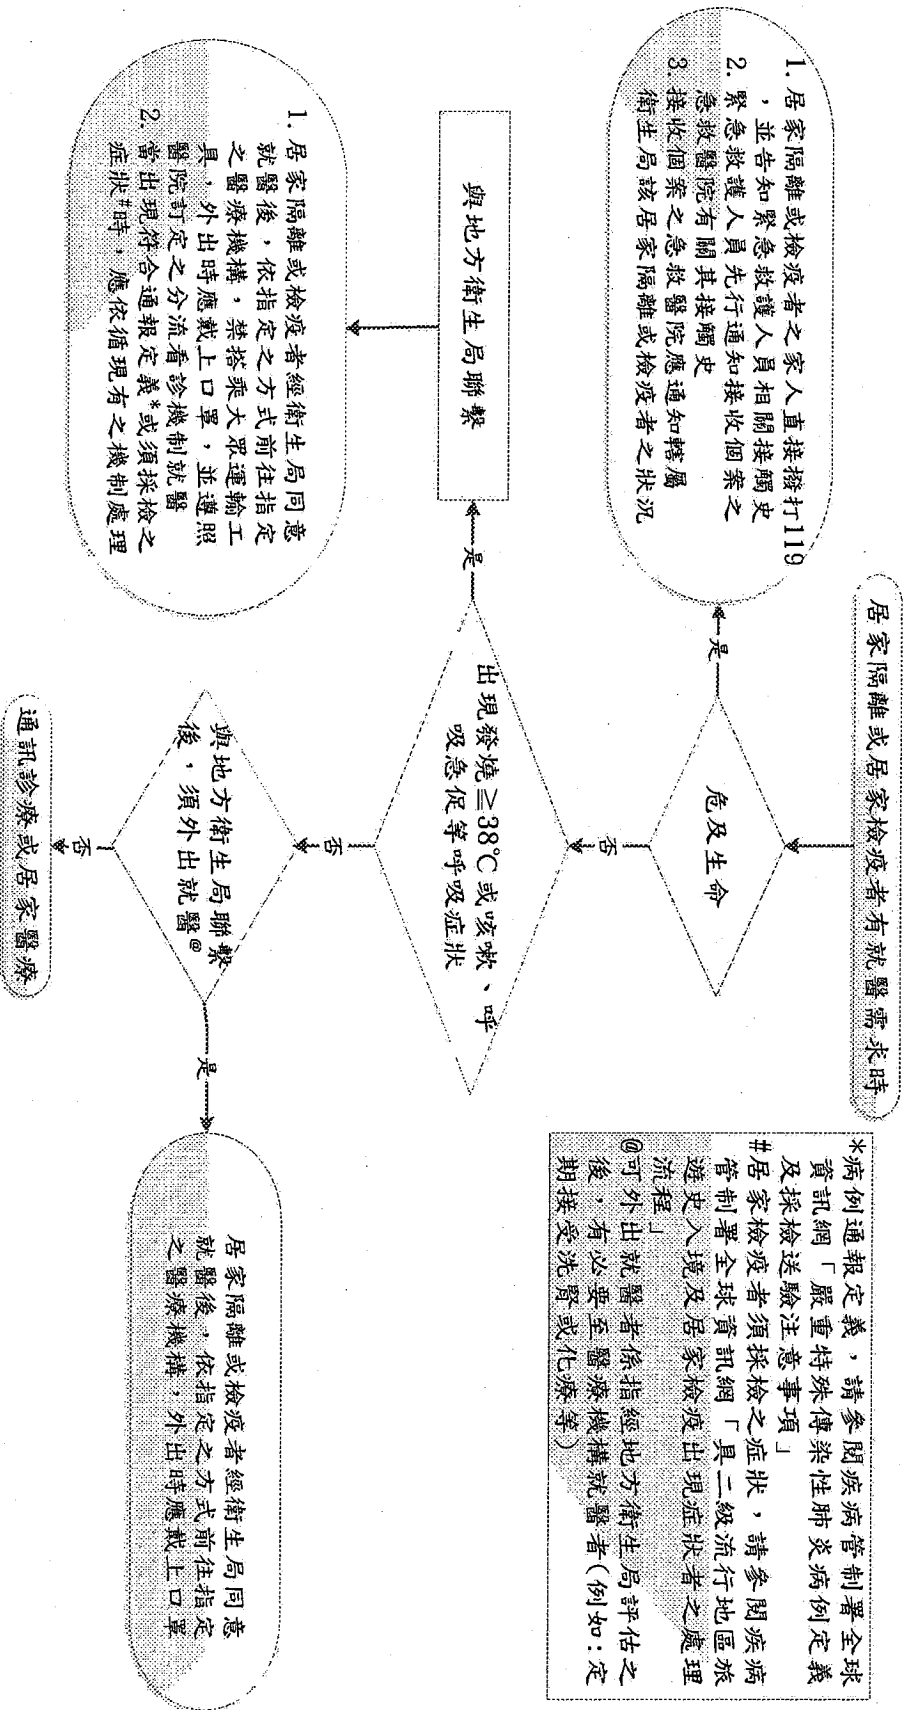 居家隔離或居家檢疫者有就醫需求時
危及生命
是
1. 居家隔離或檢疫者之家人直接撥打119
，並告知緊急救護人員相關接觸史
2. 緊急救護人員先行通知接收個案之
急救醫院有關其接觸史
3. 接收個案之急救醫院應通知轄屬
衛生局該居家隔離或檢疫者之狀況
否
出現發燒≧38℃或咳嗽、呼
吸急促等呼吸症狀
是
與地方衛生局聯繫
1. 居家隔離或檢疫者經衛生局同意
就醫後，依指定之方式前往指定
之醫療機構，禁搭乘大眾運輸工
具，外出時應戴上口罩，並遵照
醫院訂定之分流看診機制就醫
2. 當出現符合通報定義*或須採檢之
症狀#時，應依循現有之機制處理
否
與地方衛生局聯繫
後，須外出就醫@
否
通訊診療或居家醫療
是
居家隔離或檢疫者經衛生局同意
就醫後，依指定之方式前往指定
之醫療機構，外出時應戴上口罩
*病例通報定義，請參閱疾病管制署全球
資訊網「嚴重特殊傳染性肺炎病例定義
及採檢送驗注意事項」
#居家檢疫者須採檢之症狀，請參閱疾病
管制署全球資訊網「具二級流行地區旅
遊史入境及居家檢疫出現症狀者之處理
流程」
@可外出就醫者係指經地方衛生局評估之
後，有必要至醫療機構就醫者(例如：定
期接受洗腎或化療等)